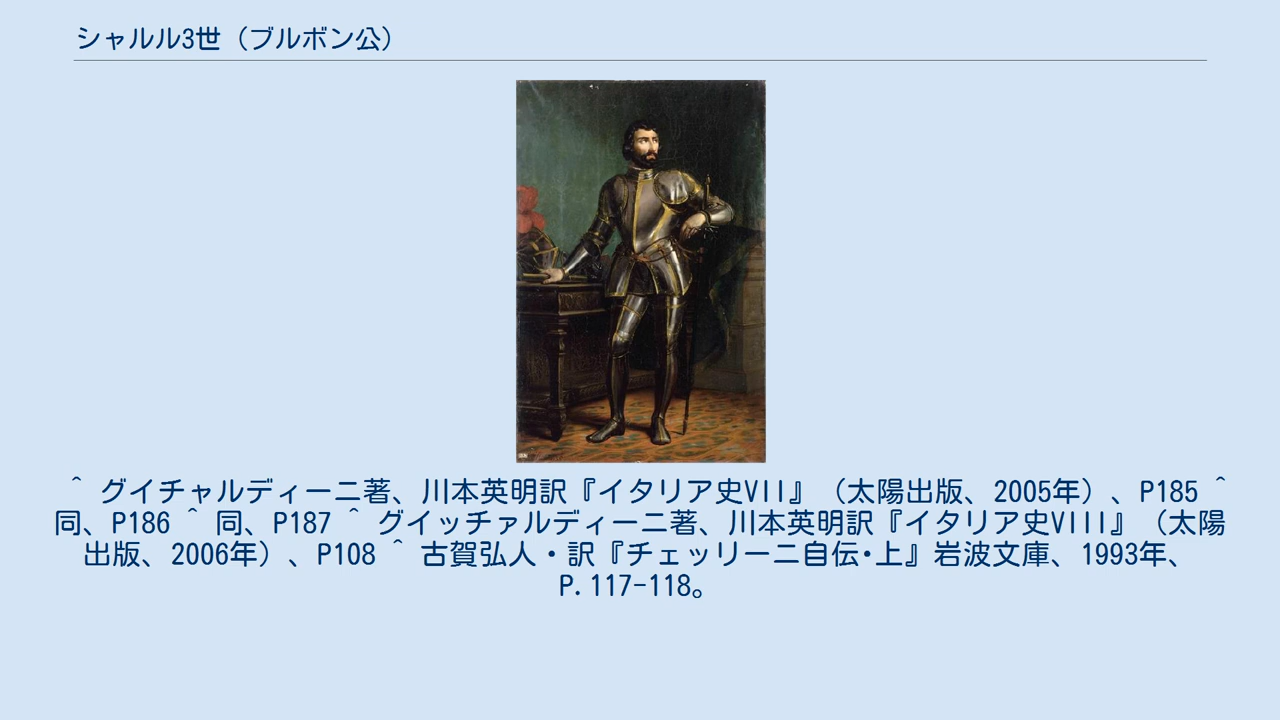 シャルル3世（ブルボン公）
^ グイチャルディーニ著、川本英明訳『イタリア史VII』（太陽出版、2005年）、P185 ^
同、P186 ^ 同、P187 ^ グイッチァルディーニ著、川本英明訳『イタリア史VIII』（太陽
出版、2006年）、P108 ^ 古賀弘人・訳『チェッリーニ自伝･上』岩波文庫、1993年、
P.117-118。